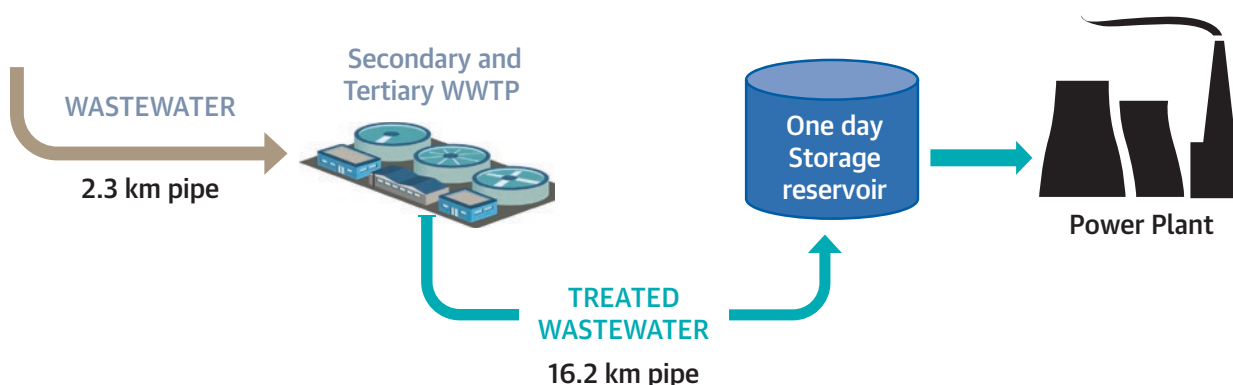 WASTEWATER
2.3 km pipe
Secondary and
Tertiary WWTP
TREATED
WASTEWATER
16.2 km pipe
One day
Storage
reservoir
Power Plant